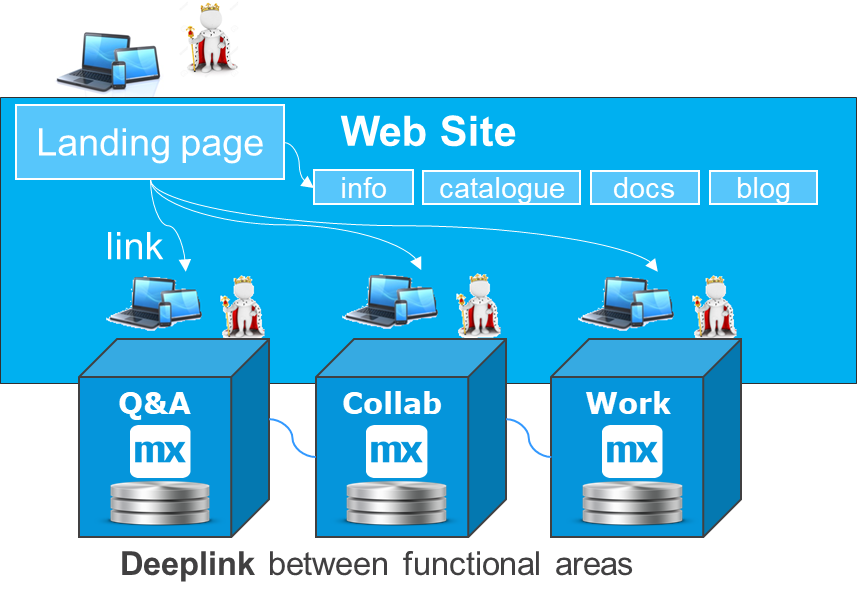 Web Site
Landing page
info
catalogue
docs
blog
link
Q&A
Collab
Work
mx
mx
mx
Deeplink between functional areas